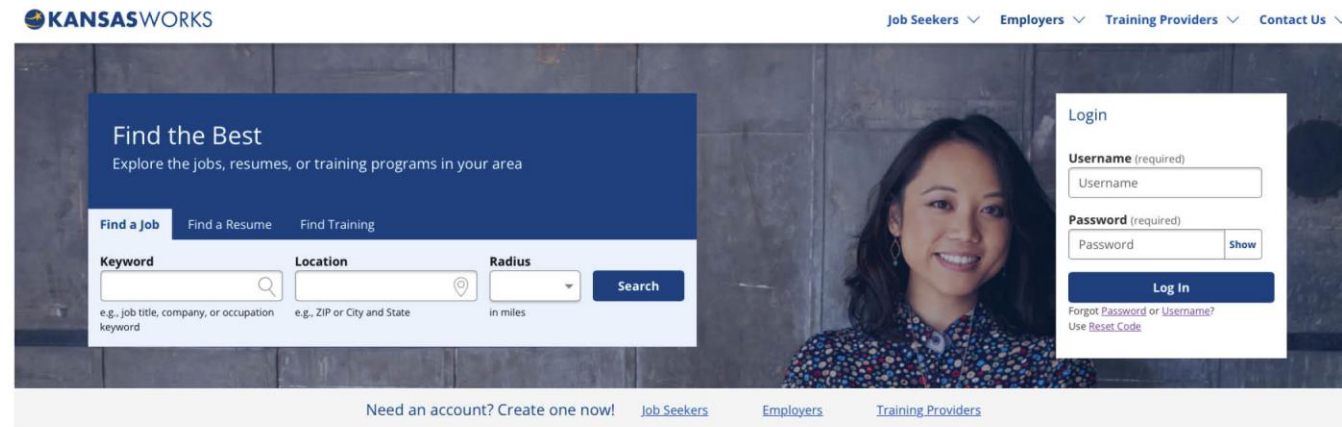 KANSASWORKS
Job Seekers Employers Training Providers Contact Us
Find the Best
Explore the jobs, resumes, or training programs in your area
Find a Job Find a Resume Find Training
Keyword Location Radius
Search
e.g., job title, company, or occupation keyword
e.g., ZIP or City and State
in miles
Login
Username (required)
Username
Password (required)
Password Show
Log In
Forgot Password or Username?
Use Reset Code
Need an account? Create one now! Job Seekers Employers Training Providers